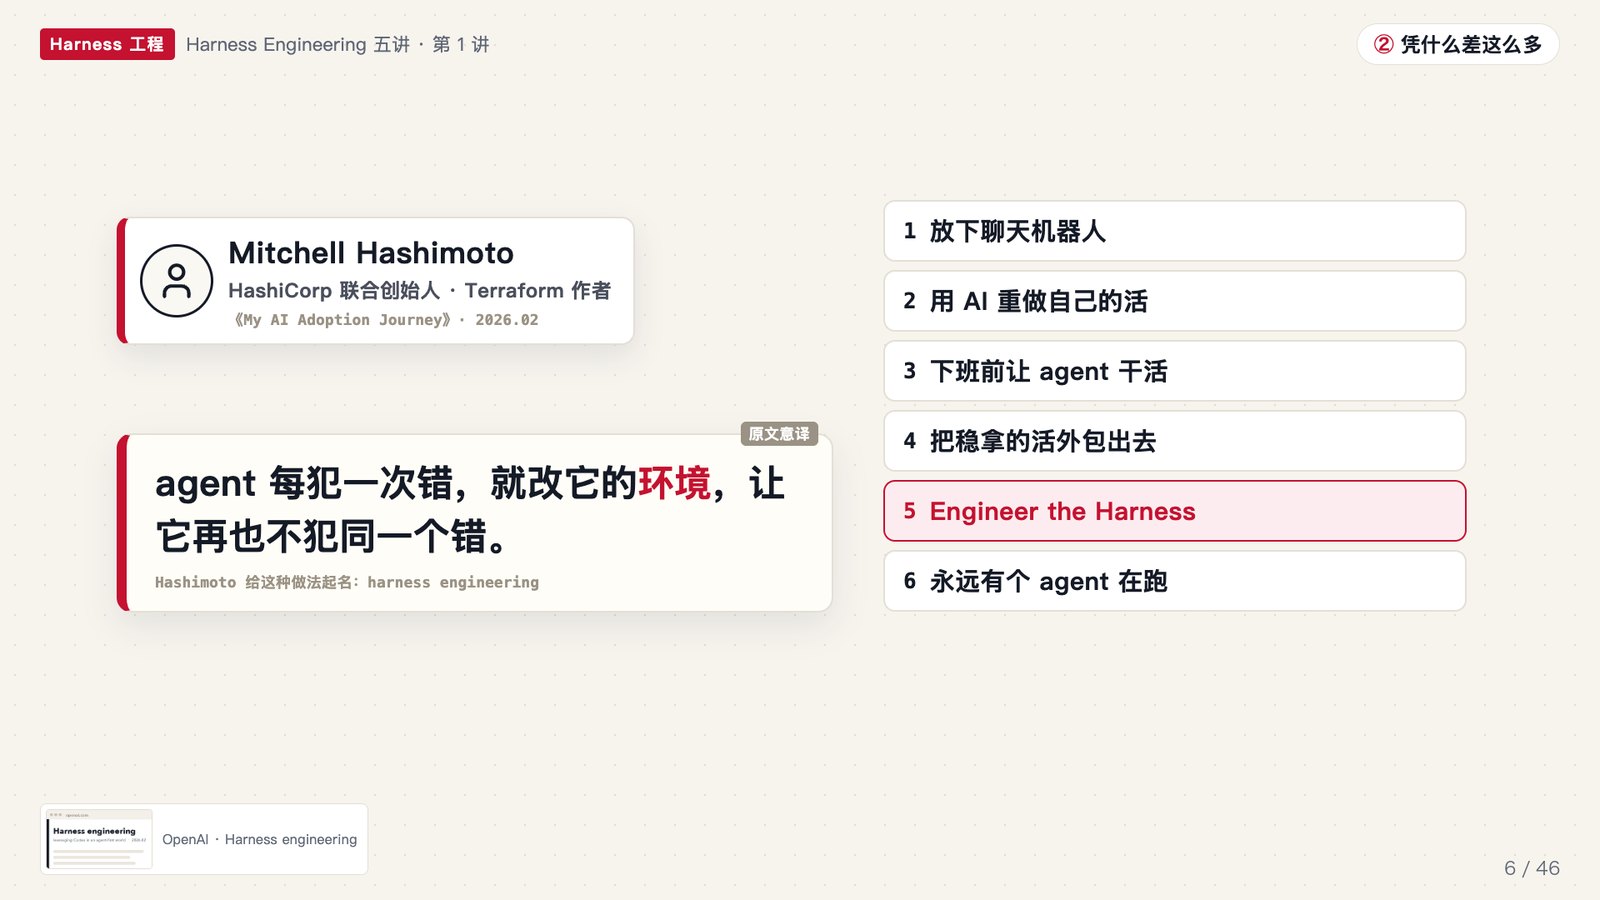 Harness 工程
Harness Engineering 五讲 · 第 1 讲
② 凭什么差这么多
Mitchell Hashimoto
HashiCorp 联合创始人 · Terraform 作者
《My AI Adoption Journey》· 2026.02
原文意译
agent 每犯一次错，就改它的环境，让
它再也不犯同一个错。
Hashimoto 给这种做法起名：harness engineering
1 放下聊天机器人
2 用 AI 重做自己的活
3 下班前让 agent 干活
4 把稳拿的活外包出去
5 Engineer the Harness
6 永远有个 agent 在跑
Harness engineering
OpenAI · Harness engineering
6 / 46